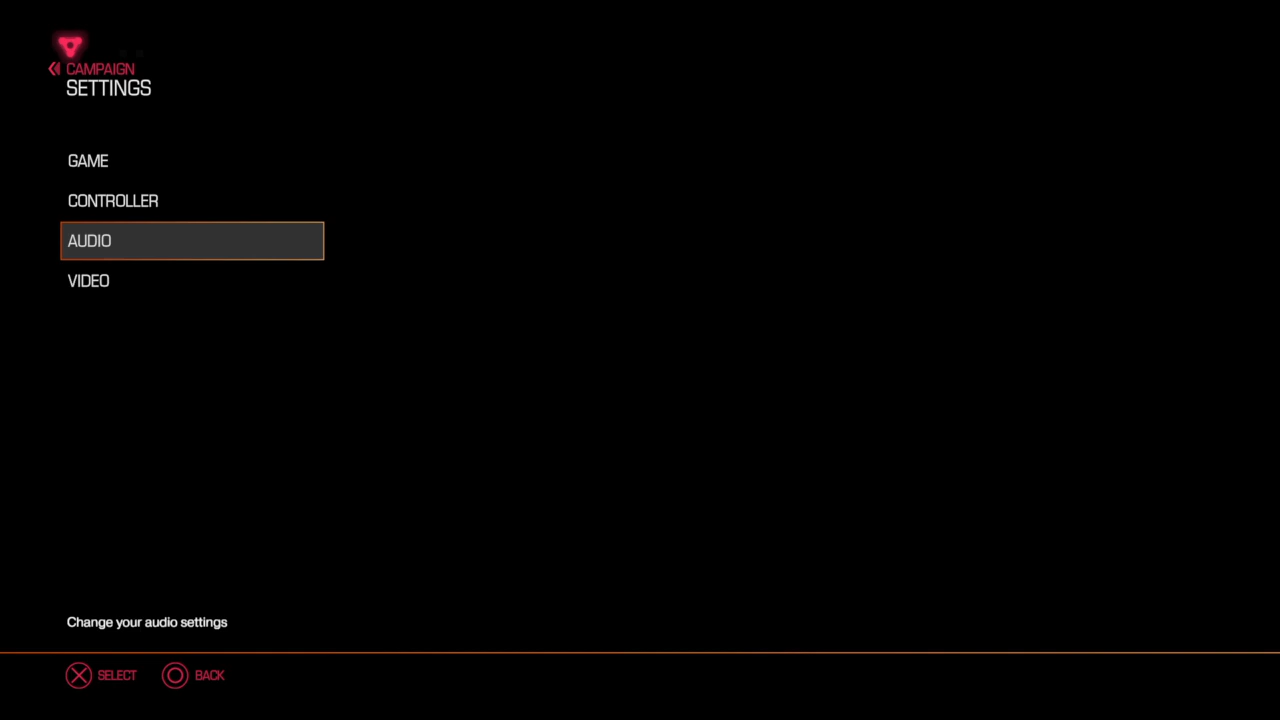 CAMPAIGN
SETTINGS
GAME
CONTROLLER
AUDIO
VIDEO
Change your audio settings
SELECT BACK